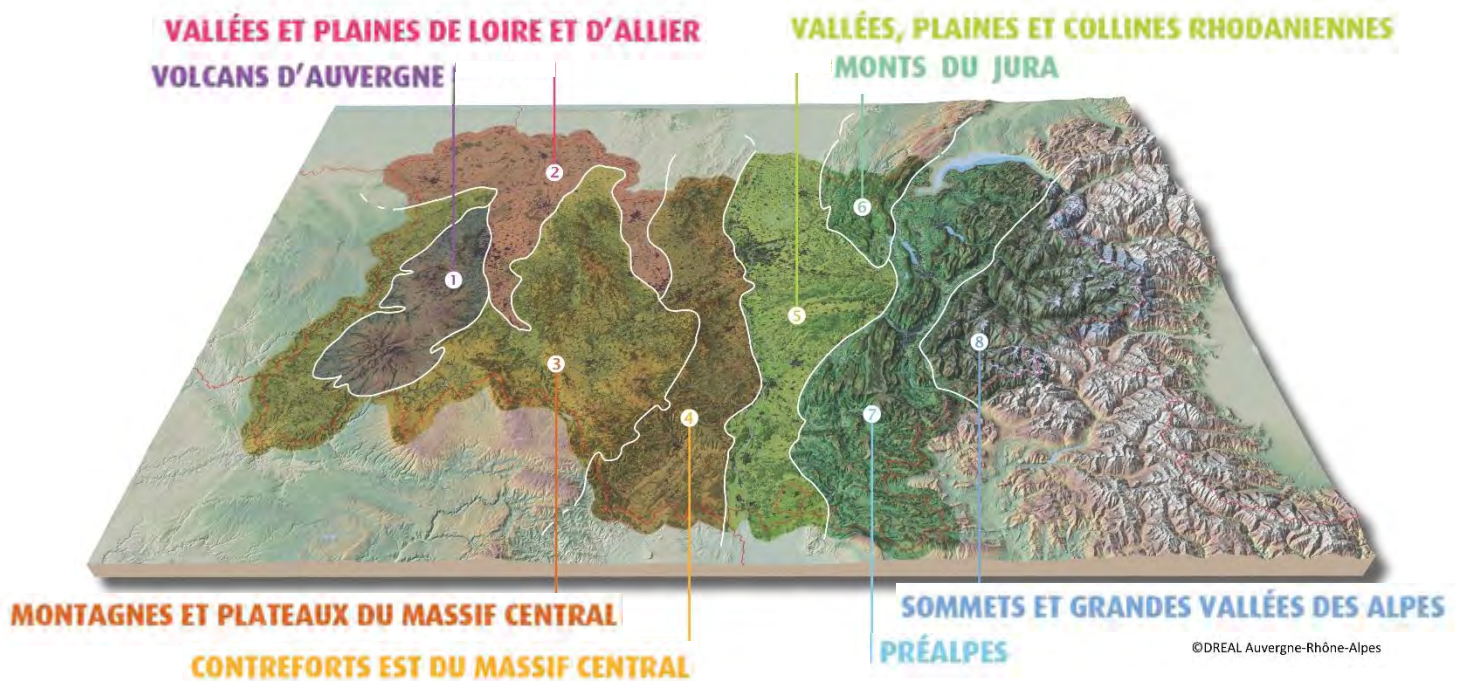 VALLÉES ET PLAINES DE LOIRE ET D'ALLIER
VALLÉES, PLAINES ET COLLINES RHODANIENNES
VOLCANS D'AUVERGNE
MONTS DU JURA
2
6
1
5
8
3
4
7
MONTAGNES ET PLATEAUX DU MASSIF CENTRAL
SOMMETS ET GRANDES VALLÉES DES ALPES
CONTREFORTS EST DU MASSIF CENTRAL
PRÉALPES
©DREAL Auvergne-Rhône-Alpes